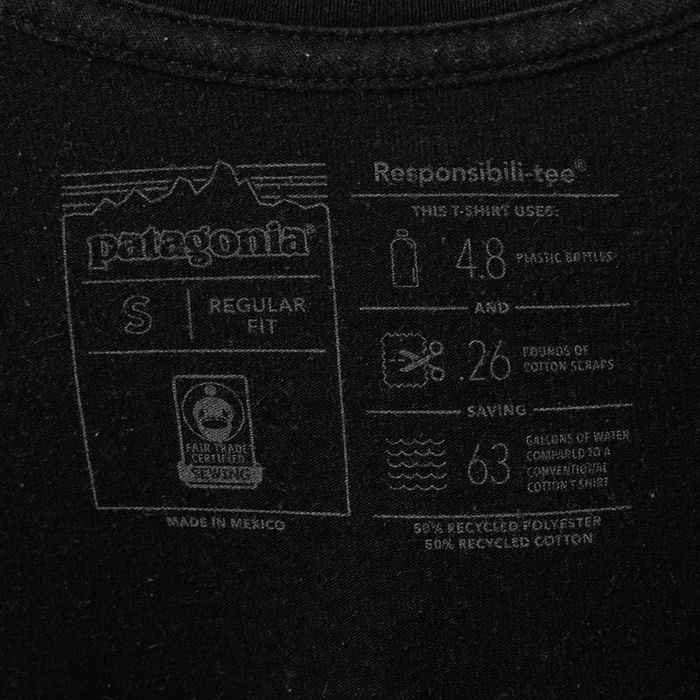 patagonia®
S
REGULAR
FIT
FAIR TRADE
CERTIFIED
SEWING
MADE IN MEXICO
Responsibili-tee®
THIS T-SHIRT USES:
4.8 PLASTIC BOTTLES
AND
.26 POUNDS OF
COTTON SCRAPS
SAVING
63 GALLONS OF WATER
COMPARED TO A
CONVENTIONAL
COTTON T SHIRT
50% RECYCLED POLYESTER
50% RECYCLED COTTON